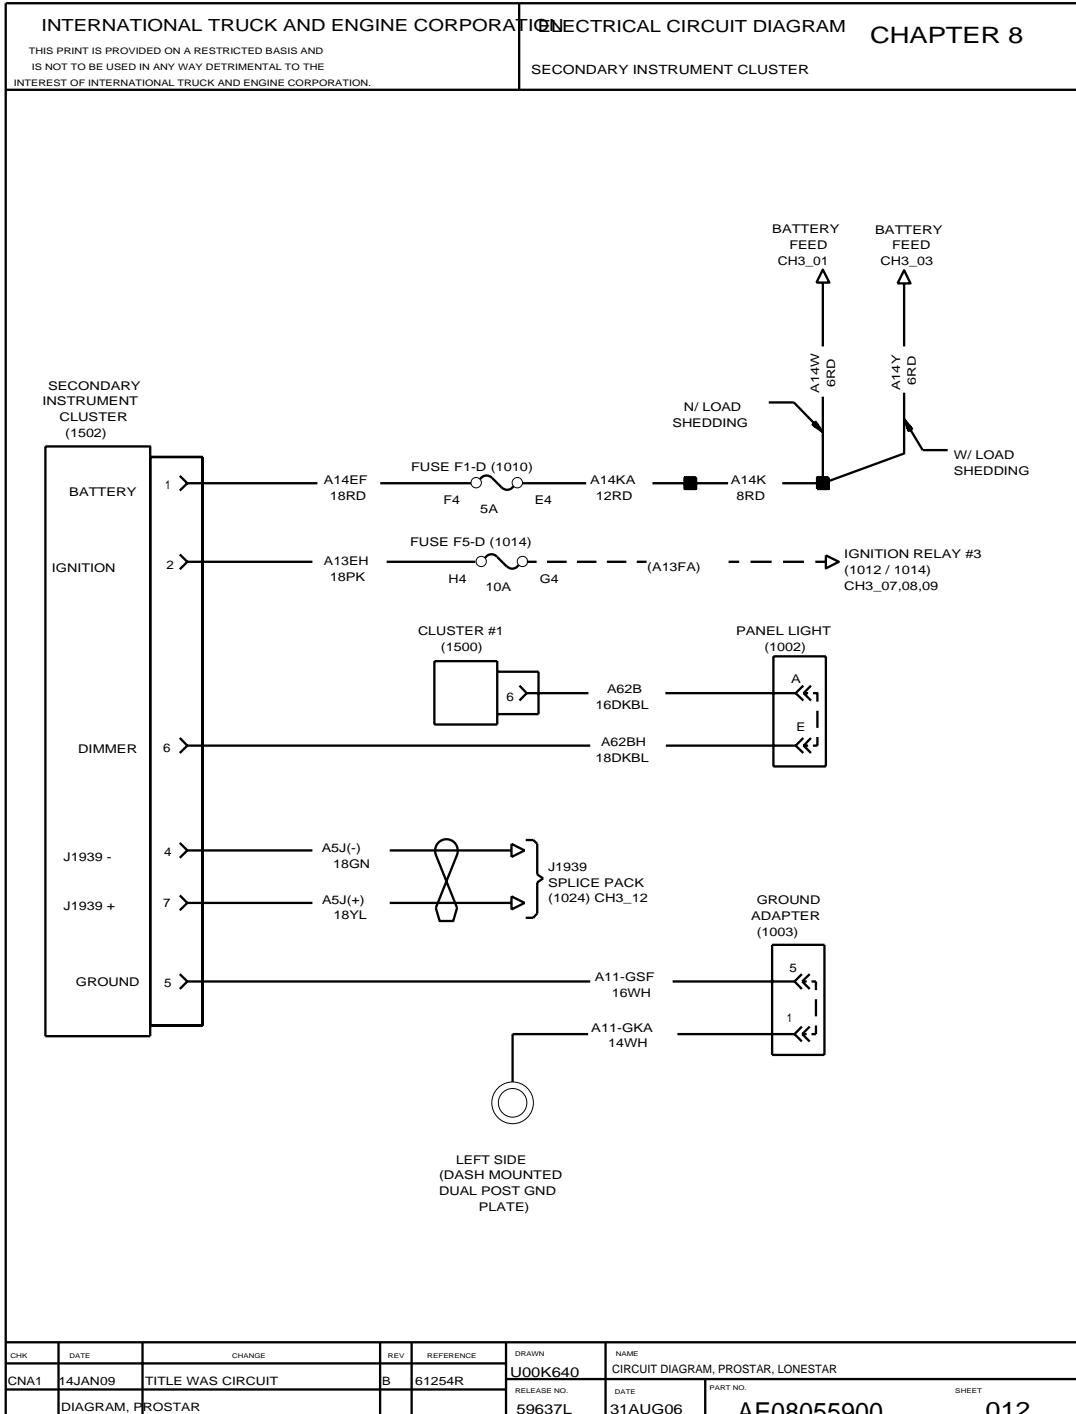 INTERNATIONAL TRUCK AND ENGINE CORPORATION
THIS PRINT IS PROVIDED ON A RESTRICTED BASIS AND
IS NOT TO BE USED IN ANY WAY DETRIMENTAL TO THE
INTEREST OF INTERNATIONAL TRUCK AND ENGINE CORPORATION.
ELECTRICAL CIRCUIT DIAGRAM
CHAPTER 8
SECONDARY INSTRUMENT CLUSTER
BATTERY
FEED
CH3_01
BATTERY
FEED
CH3_03
A14W
6RD
A14Y
6RD
N/ LOAD
SHEDDING
W/ LOAD
SHEDDING
SECONDARY
INSTRUMENT
CLUSTER
(1502)
BATTERY
1
A14EF
18RD
FUSE F1-D (1010)
F4
5A
E4
A14KA
12RD
A14K
8RD
IGNITION
2
A13EH
18PK
FUSE F5-D (1014)
H4
10A
G4
(A13FA)
IGNITION RELAY #3
(1012 / 1014)
CH3_07,08,09
CLUSTER #1
(1500)
6
A62B
16DKBL
PANEL LIGHT
(1002)
A
E
DIMMER
6
A62BH
18DKBL
J1939 -
4
A5J(-)
18GN
J1939 +
7
A5J(+)
18YL
J1939
SPLICE PACK
(1024) CH3_12
GROUND
ADAPTER
(1003)
GROUND
5
A11-GSF
16WH
5
A11-GKA
14WH
1
LEFT SIDE
(DASH MOUNTED
DUAL POST GND
PLATE)
CHK
DATE
CHANGE
REV
REFERENCE
DRAWN
NAME
CNA1
14JAN09
TITLE WAS CIRCUIT
B
61254R
U00K640
CIRCUIT DIAGRAM, PROSTAR, LONESTAR
DIAGRAM, PROSTAR
RELEASE NO.
DATE
PART NO.
SHEET
59637L
31AUG06
AE08055900
012